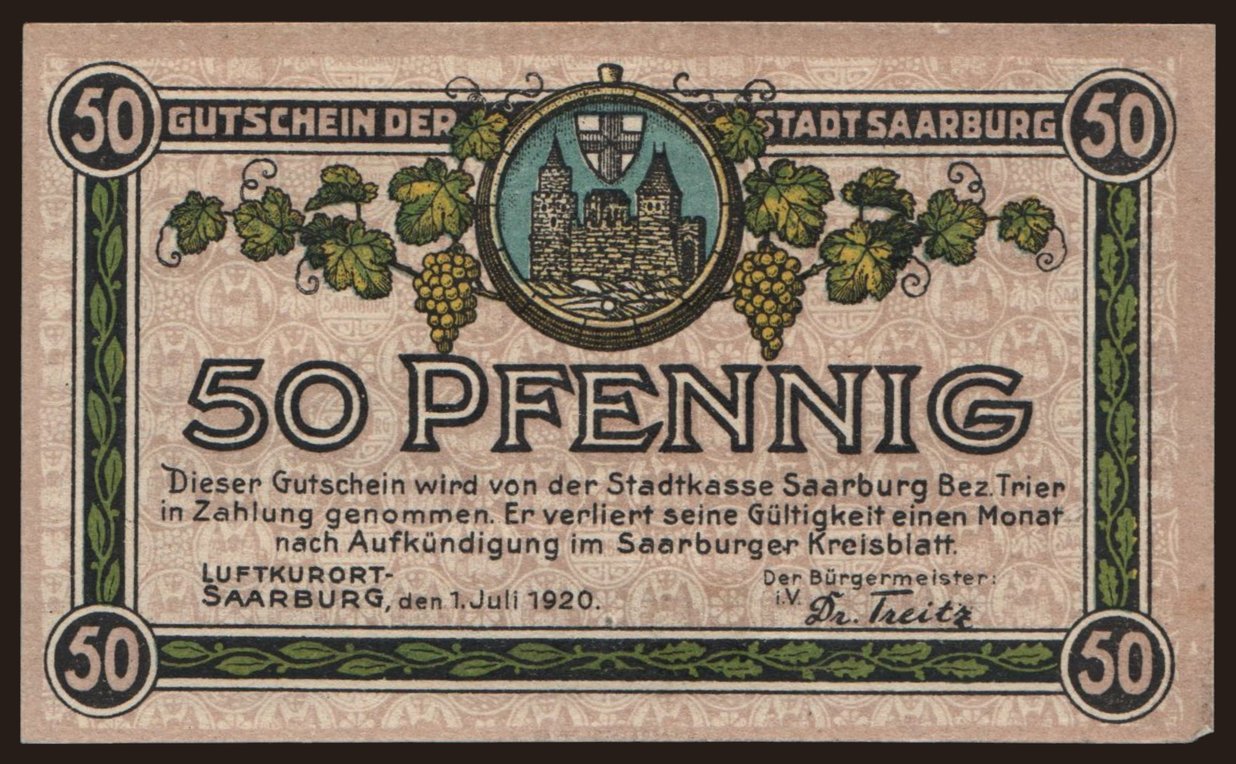 50 GUTSCHEIN DER STADT SAARBURG 50
50 PFENNIG
Dieser Gutschein wird von der Stadtkasse Saarburg Bez. Trier
in Zahlung genommen. Er verliert seine Gültigkeit einen Monat
nach Aufkündigung im Saarburger Kreisblatt.
LUFTKURORT-
SAARBURG, den 1. Juli 1920.
Der Bürgermeister:
i.V. Dr. Treitz
50 50